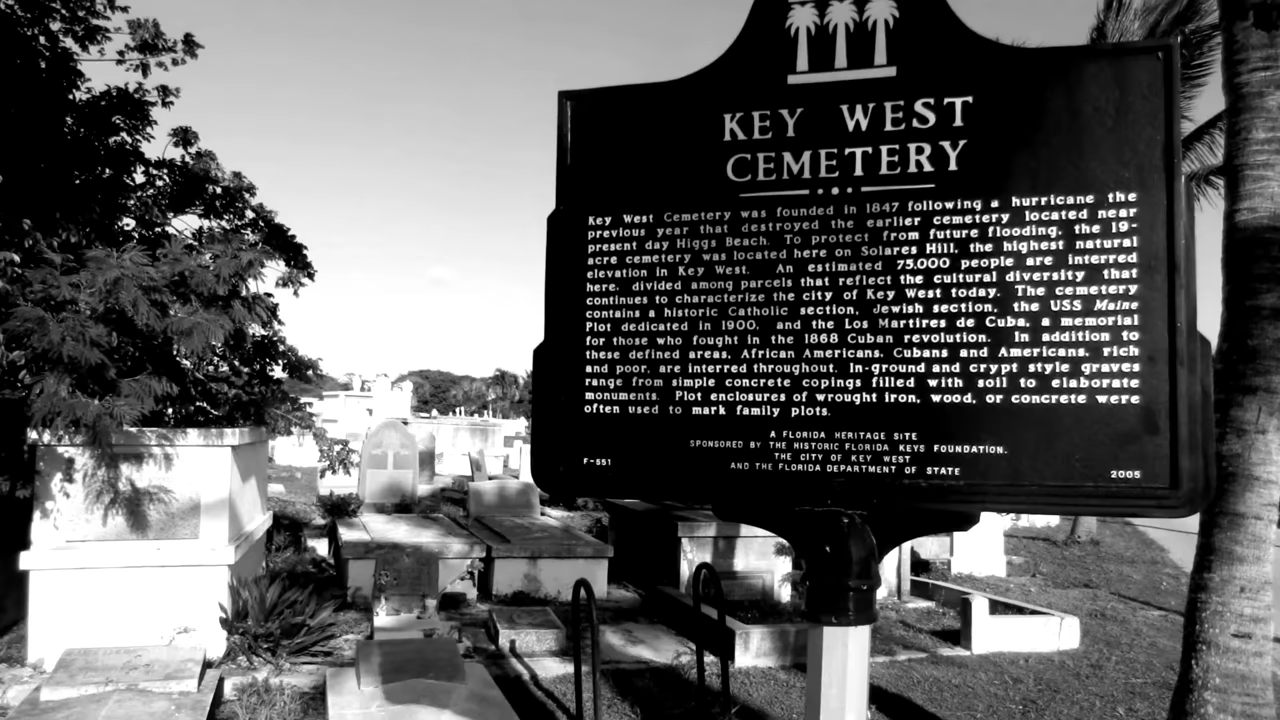 KEY WEST
CEMETERY
Key West Cemetery was founded in 1847 following a hurricane the
previous year that destroyed the earlier cemetery located near
present day Higgs Beach. To protect from future flooding, the 19-
acre cemetery was located here on Solares Hill, the highest natural
elevation in Key West. An estimated 75,000 people are interred
here, divided among parcels that reflect the cultural diversity that
continues to characterize the city of Key West today. The cemetery
contains a historic Catholic section, Jewish section, the USS Maine
Plot dedicated in 1900, and the Los Martires de Cuba, a memorial
for those who fought in the 1868 Cuban revolution. In addition to
these defined areas, African Americans, Cubans and Americans, rich
and poor, are interred throughout. In-ground and crypt style graves
range from simple concrete copings filled with soil to elaborate
monuments. Plot enclosures of wrought iron, wood, or concrete were
often used to mark family plots.
A FLORIDA HERITAGE SITE
SPONSORED BY THE HISTORIC FLORIDA KEYS FOUNDATION,
THE CITY OF KEY WEST
AND THE FLORIDA DEPARTMENT OF STATE
F-551
2005